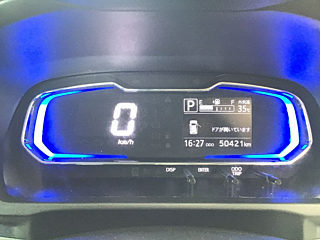 P E F 外気温
35℃
0
km/h
ドアが開いています
16:27 ODO 50421km
DISP ENTER ODO
TRIP